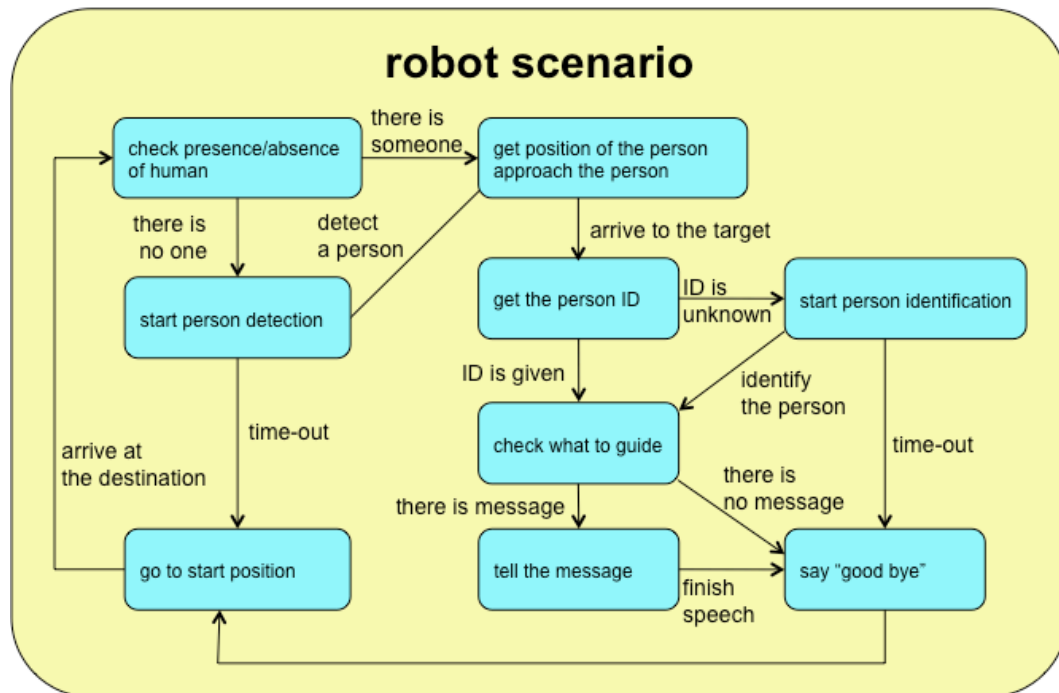 robot scenario
check presence/absence
of human
there is
someone
get position of the person
approach the person
there is
no one
detect
a person
arrive to the target
start person detection
get the person ID
ID is
unknown
start person identification
ID is given
identify
the person
time-out
arrive at
the destination
check what to guide
time-out
there is message
there is
no message
go to start position
tell the message
finish
speech
say “good bye”